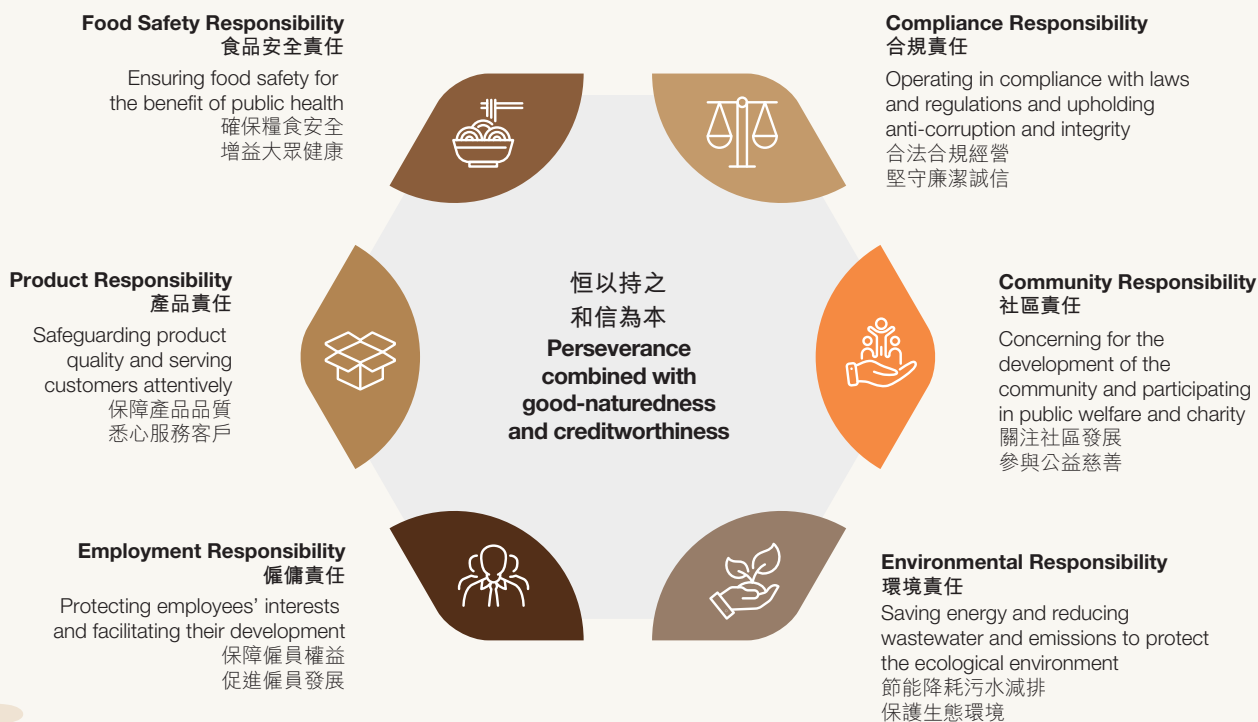 Food Safety Responsibility
食品安全責任
Ensuring food safety for
the benefit of public health
確保糧食安全
增益大眾健康
Compliance Responsibility
合規責任
Operating in compliance with laws
and regulations and upholding
anti-corruption and integrity
合法合規經營
堅守廉潔誠信
Product Responsibility
產品責任
Safeguarding product
quality and serving
customers attentively
保障產品品質
悉心服務客戶
恒以持之
和信為本
Perseverance
combined with
good-naturedness
and creditworthiness
Community Responsibility
社區責任
Concerning for the
development of the
community and participating
in public welfare and charity
關注社區發展
參與公益慈善
Employment Responsibility
僱傭責任
Protecting employees’ interests
and facilitating their development
保障僱員權益
促進僱員發展
Environmental Responsibility
環境責任
Saving energy and reducing
wastewater and emissions to protect
the ecological environment
節能降耗污水減排
保護生態環境